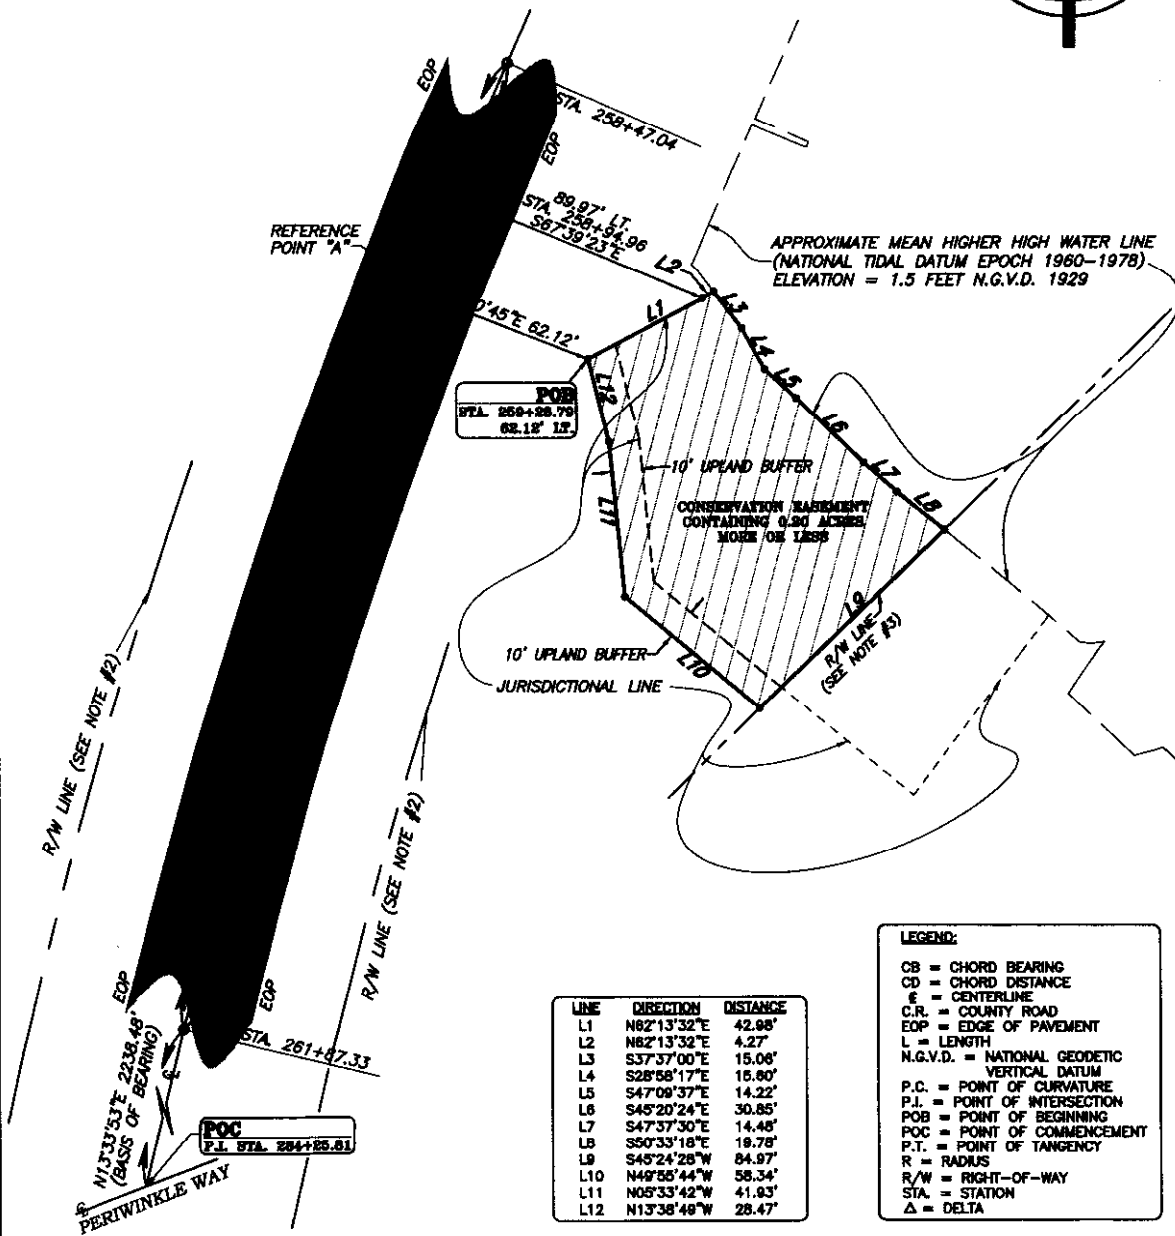 EOP
STA. 258+47.04
EOP
89.97' LT.
STA. 258+94.96
S67°39'23"E
REFERENCE
POINT "A"
L2
APPROXIMATE MEAN HIGHER HIGH WATER LINE
(NATIONAL TIDAL DATUM EPOCH 1960-1978)
ELEVATION = 1.5 FEET N.G.V.D. 1929
L1
L3
0'45"E 62.12'
L4
L12
L5
POB
STA. 259+28.79
62.12' LT.
L6
10' UPLAND BUFFER
L7
L11
CONSERVATION EASEMENT
CONTAINING 0.20 ACRES
MORE OR LESS
L8
L9
R/W LINE
(SEE NOTE #3)
10' UPLAND BUFFER
L10
JURISDICTIONAL LINE
R/W LINE (SEE NOTE #2)
R/W LINE (SEE NOTE #2)
EOP
EOP
STA. 261+87.33
N13°33'53"E 2238.48'
(BASIS OF BEARING)
POC
P.I. STA. 284+25.81
PERIWINKLE WAY
LINE DIRECTION DISTANCE
L1 N62°13'32"E 42.98'
L2 N62°13'32"E 4.27'
L3 S37°37'00"E 15.06'
L4 S28°58'17"E 15.60'
L5 S47°09'37"E 14.22'
L6 S45°20'24"E 30.85'
L7 S47°37'30"E 14.48'
L8 S50°33'18"E 19.78'
L9 S45°24'28"W 84.97'
L10 N49°55'44"W 58.34'
L11 N05°33'42"W 41.93'
L12 N13°38'49"W 28.47'
LEGEND:
CB = CHORD BEARING
CD = CHORD DISTANCE
℄ = CENTERLINE
C.R. = COUNTY ROAD
EOP = EDGE OF PAVEMENT
L = LENGTH
N.G.V.D. = NATIONAL GEODETIC
VERTICAL DATUM
P.C. = POINT OF CURVATURE
P.I. = POINT OF INTERSECTION
POB = POINT OF BEGINNING
POC = POINT OF COMMENCEMENT
P.T. = POINT OF TANGENCY
R = RADIUS
R/W = RIGHT-OF-WAY
STA. = STATION
Δ = DELTA